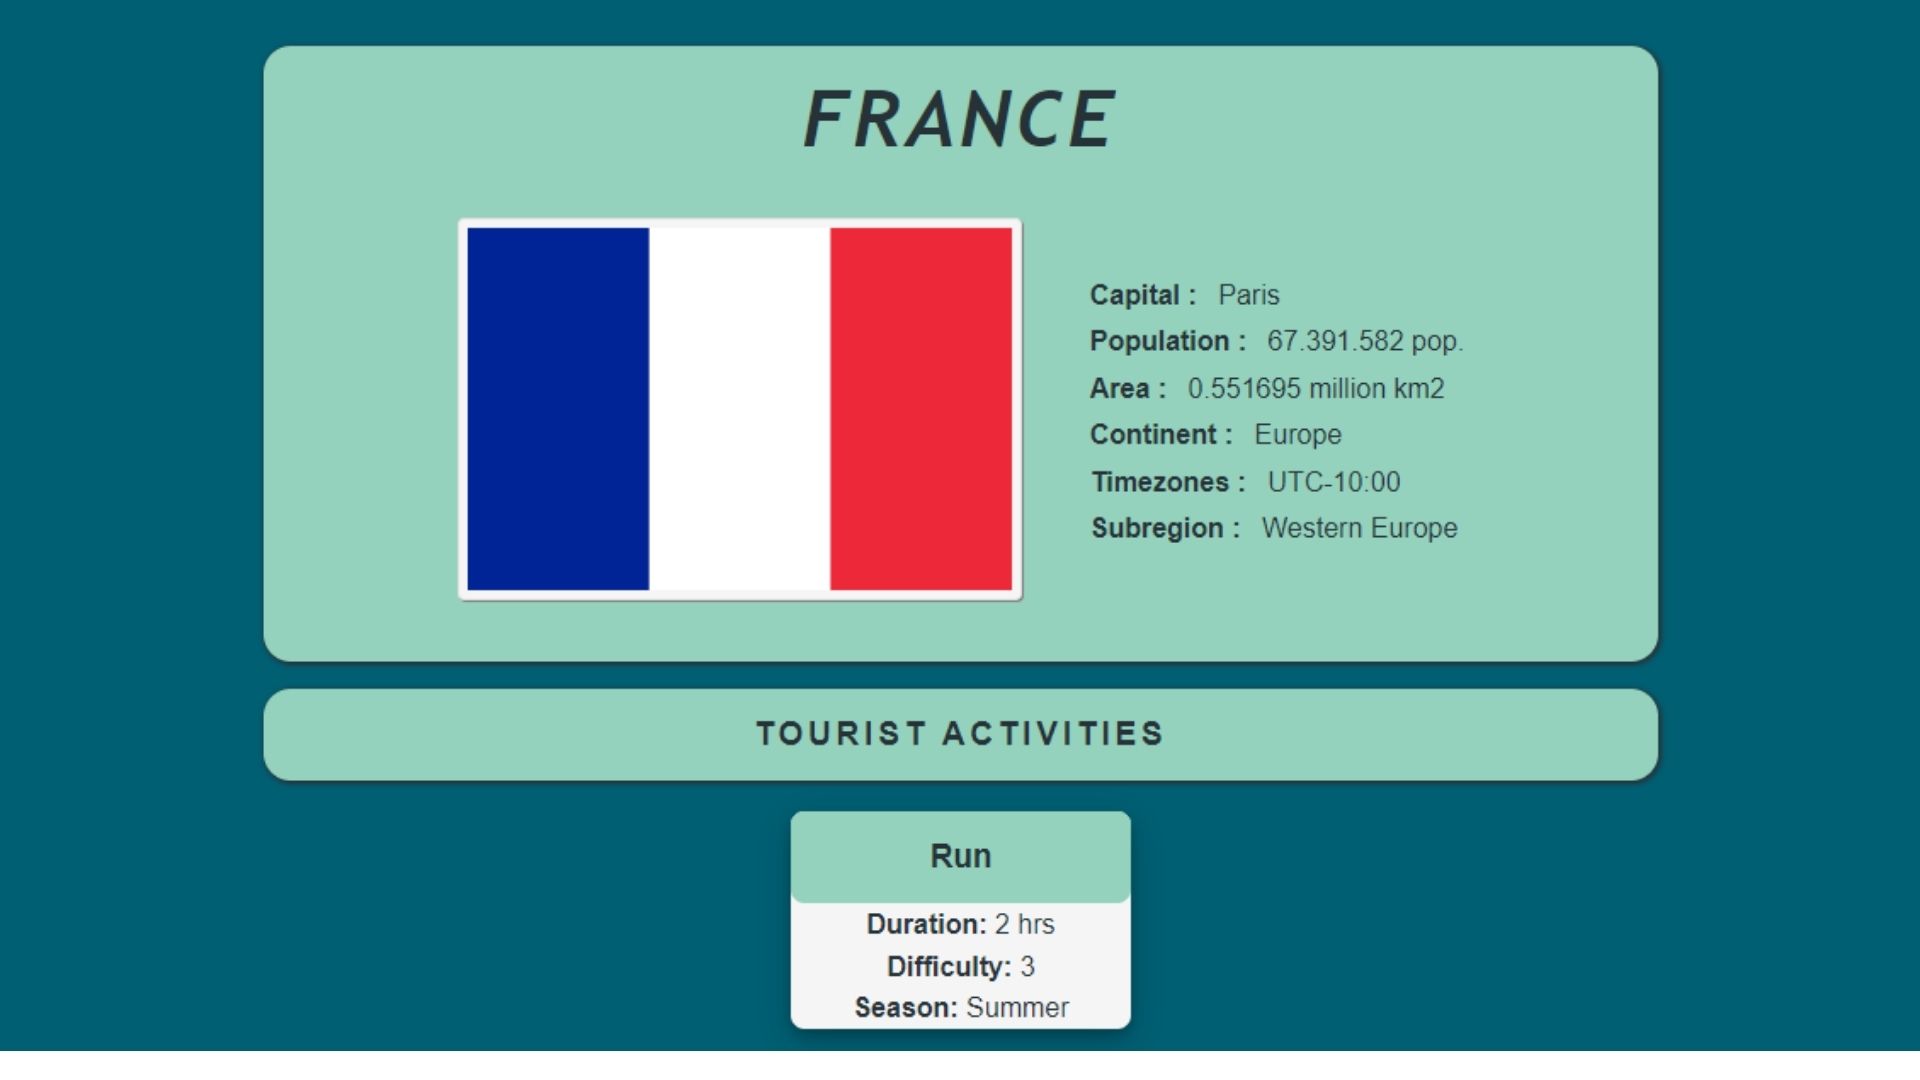 FRANCE
Capital : Paris
Population : 67.391.582 pop.
Area : 0.551695 million km2
Continent : Europe
Timezones : UTC-10:00
Subregion : Western Europe
TOURIST ACTIVITIES
Run
Duration: 2 hrs
Difficulty: 3
Season: Summer